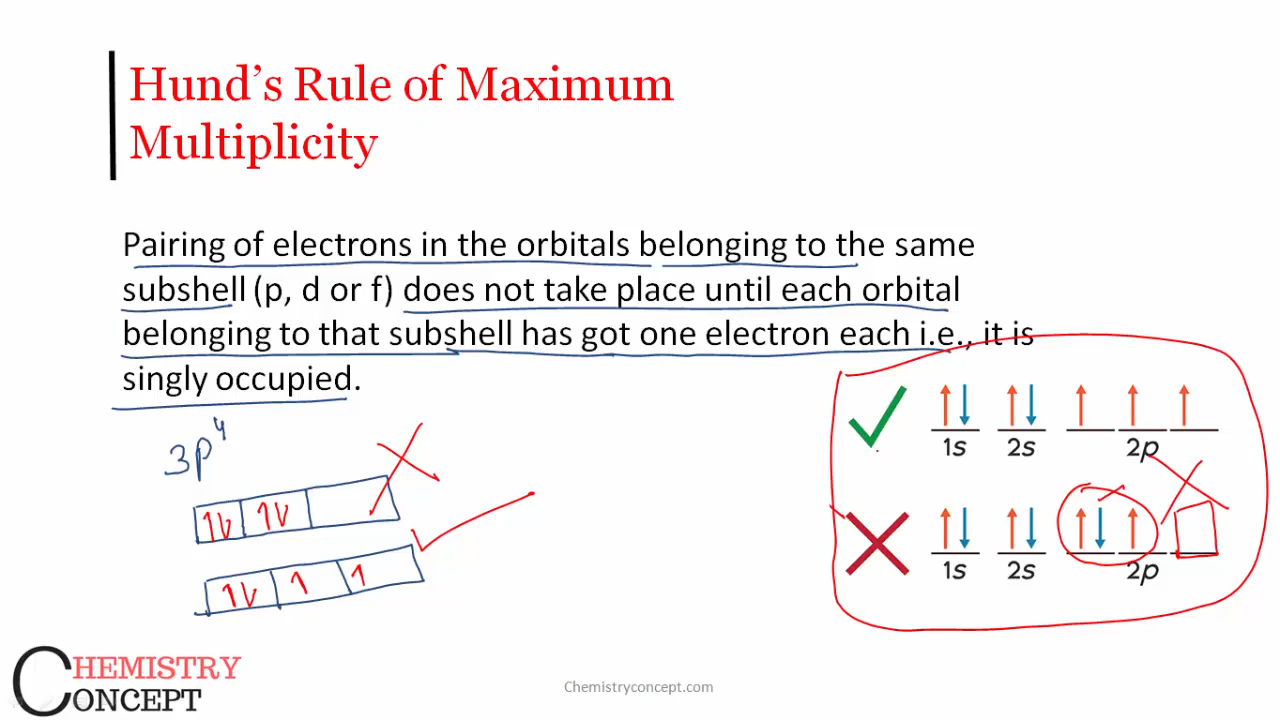 Hund’s Rule of Maximum
Multiplicity
Pairing of electrons in the orbitals belonging to the same
subshell (p, d or f) does not take place until each orbital
belonging to that subshell has got one electron each i.e., it is
singly occupied.
3p⁴
1s 2s 2p
1s 2s 2p
CHEMISTRY
CONCEPT
Chemistryconcept.com